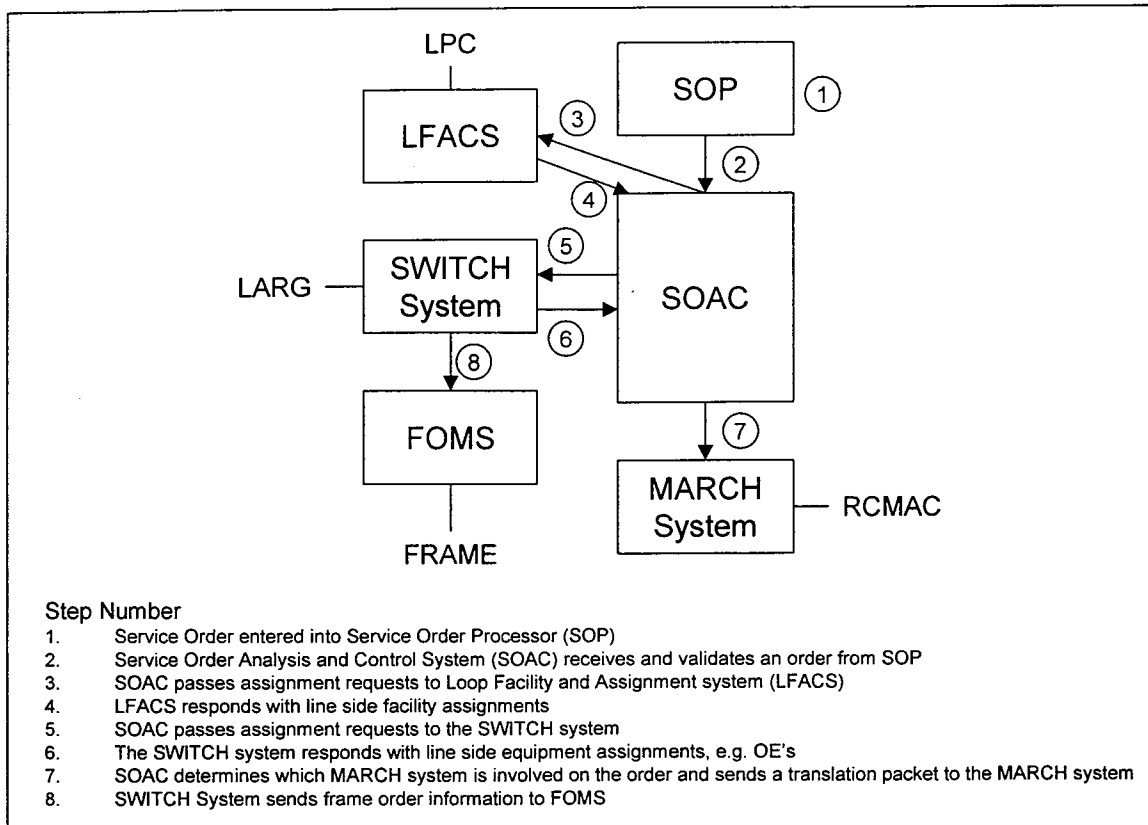 LPC
SOP
1
LFACS
3
2
4
SWITCH
System
5
LARG
SOAC
6
8
FOMS
7
MARCH
System
RCMAC
FRAME
Step Number
1. Service Order entered into Service Order Processor (SOP)
2. Service Order Analysis and Control System (SOAC) receives and validates an order from SOP
3. SOAC passes assignment requests to Loop Facility and Assignment system (LFACS)
4. LFACS responds with line side facility assignments
5. SOAC passes assignment requests to the SWITCH system
6. The SWITCH system responds with line side equipment assignments, e.g. OE's
7. SOAC determines which MARCH system is involved on the order and sends a translation packet to the MARCH system
8. SWITCH System sends frame order information to FOMS